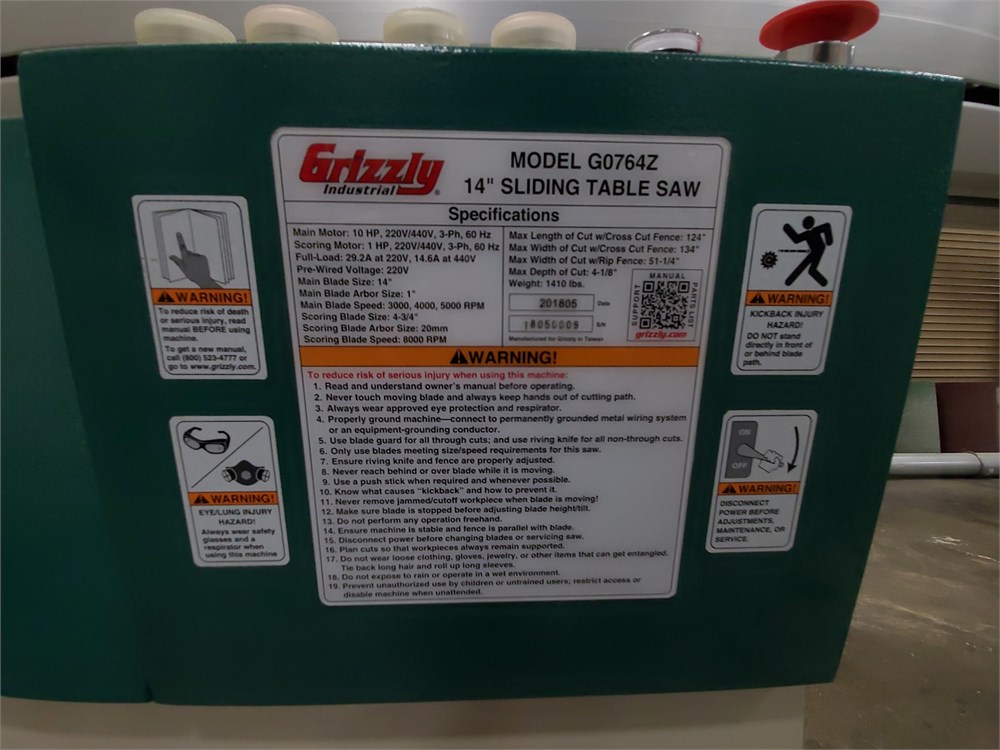 Grizzly
Industrial®
MODEL G0764Z
14" SLIDING TABLE SAW
Specifications
Main Motor: 10 HP, 220V/440V, 3-Ph, 60 Hz
Scoring Motor: 1 HP, 220V/440V, 3-Ph, 60 Hz
Full-Load: 29.2A at 220V, 14.6A at 440V
Pre-Wired Voltage: 220V
Main Blade Size: 14"
Main Blade Arbor Size: 1"
Main Blade Speed: 3000, 4000, 5000 RPM
Scoring Blade Size: 4-3/4"
Scoring Blade Arbor Size: 20mm
Scoring Blade Speed: 8000 RPM
Max Length of Cut w/Cross Cut Fence: 124"
Max Width of Cut w/Cross Cut Fence: 134"
Max Width of Cut w/Rip Fence: 51-1/4"
Max Depth of Cut: 4-1/8"
Weight: 1410 lbs.
201805 Date
18050005 S/N
Manufactured for Grizzly in Taiwan
MANUAL
SUPPORT
PARTS LIST
grizzly.com
WARNING!
To reduce risk of serious injury when using this machine:
1. Read and understand owner's manual before operating.
2. Never touch moving blade and always keep hands out of cutting path.
3. Always wear approved eye protection and respirator.
4. Properly ground machine—connect to permanently grounded metal wiring system
or an equipment-grounding conductor.
5. Use blade guard for all through cuts; and use riving knife for all non-through cuts.
6. Only use blades meeting size/speed requirements for this saw.
7. Ensure riving knife and fence are properly adjusted.
8. Never reach behind or over blade while it is moving.
9. Use a push stick when required and whenever possible.
10. Know what causes "kickback" and how to prevent it.
11. Never remove jammed/cutoff workpiece when blade is moving!
12. Make sure blade is stopped before adjusting blade height/tilt.
13. Do not perform any operation freehand.
14. Ensure machine is stable and fence is parallel with blade.
15. Disconnect power before changing blades or servicing saw.
16. Plan cuts so that workpieces always remain supported.
17. Do not wear loose clothing, gloves, jewelry, or other items that can get entangled.
Tie back long hair and roll up long sleeves.
18. Do not expose to rain or operate in a wet environment.
19. Prevent unauthorized use by children or untrained users; restrict access or
disable machine when unattended.
WARNING!
To reduce risk of death
or serious injury, read
manual BEFORE using
machine.
To get a new manual,
call (800) 523-4777 or
go to www.grizzly.com.
WARNING!
EYE/LUNG INJURY
HAZARD!
Always wear safety
glasses and a
respirator when
using this machine
WARNING!
KICKBACK INJURY
HAZARD!
DO NOT stand
directly in front of
or behind blade
path.
ON
OFF
WARNING!
DISCONNECT
POWER BEFORE
ADJUSTMENTS,
MAINTENANCE, OR
SERVICE.